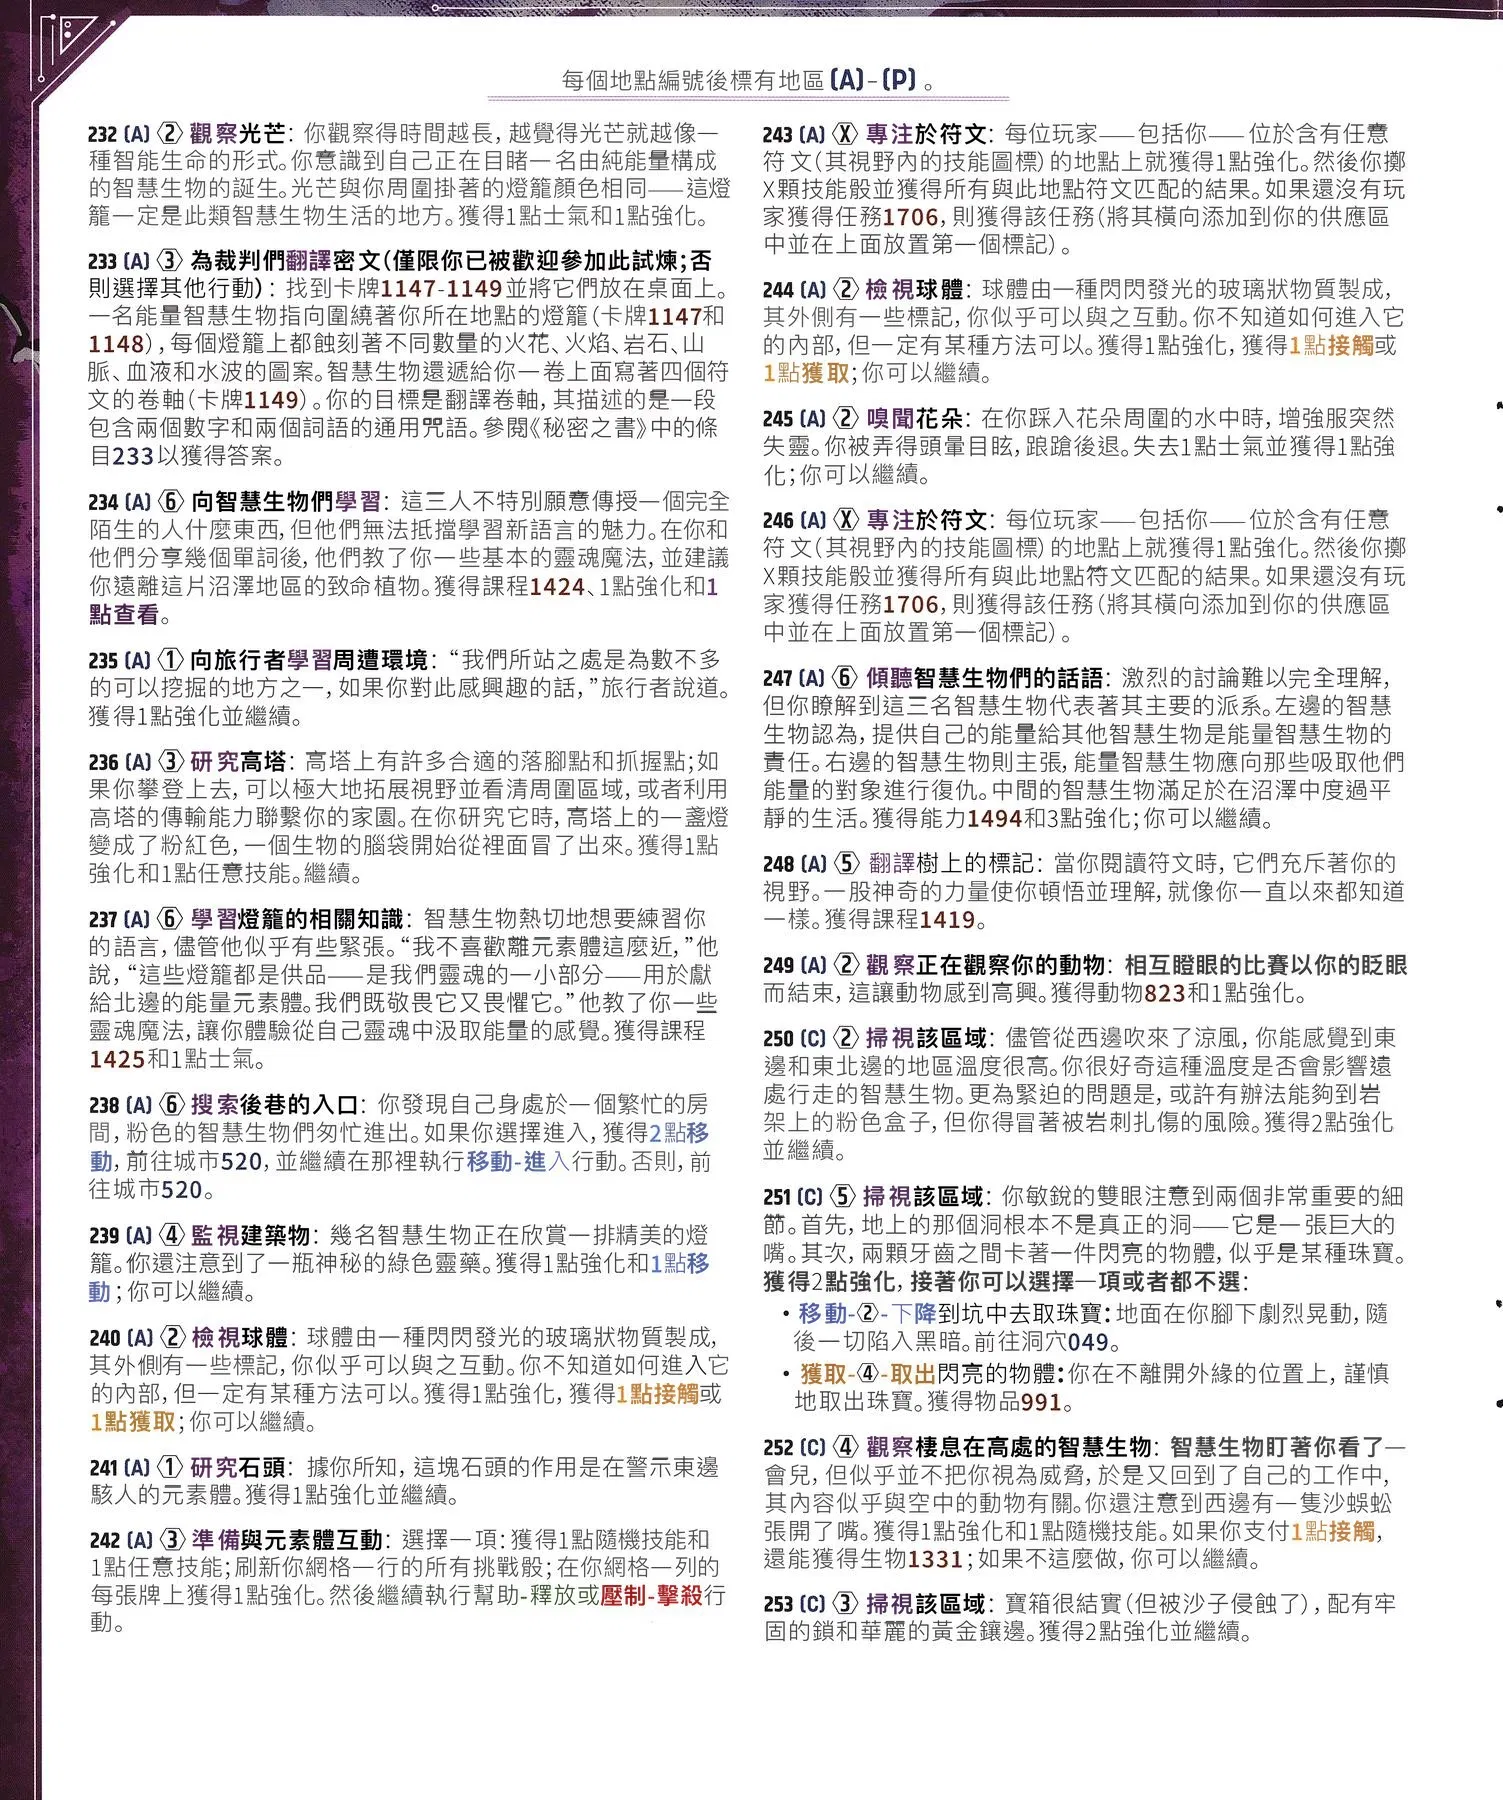 每個地點編號後標有地區(A)–(P)。
232 (A) ② 觀察光芒：你觀察得時間越長，越覺得光芒就越像一
種智能生命的形式。你意識到自己正在目睹一名由純能量構成
的智慧生物的誕生。光芒與你周圍掛著的燈籠顏色相同——這燈
籠一定是此類智慧生物生活的地方。獲得1點士氣和1點強化。
233 (A) ③ 為裁判們翻譯密文(僅限你已被歡迎參加此試煉；否
則選擇其他行動)：找到卡牌1147-1149並將它們放在桌面上。
一名能量智慧生物指向圍繞著你所在地點的燈籠（卡牌1147和
1148），每個燈籠上都蝕刻著不同數量的火花、火焰、岩石、山
脈、血液和水波的圖案。智慧生物還遞給你一卷上面寫著四個符
文的卷軸（卡牌1149）。你的目標是翻譯卷軸，其描述的是一段
包含兩個數字和兩個詞語的通用咒語。參閱《秘密之書》中的條
目233以獲得答案。
234 (A) ⑥ 向智慧生物們學習：這三人不特別願意傳授一個完全
陌生的人什麼東西，但他們無法抵擋學習新語言的魅力。在你和
他們分享幾個單詞後，他們教了你一些基本的靈魂魔法，並建議
你遠離這片沼澤地區的致命植物。獲得課程1424、1點強化和1
點查看。
235 (A) ① 向旅行者學習周遭環境：“我們所站之處是為數不多
的可以挖掘的地方之一，如果你對此感興趣的話，”旅行者說道。
獲得1點強化並繼續。
236 (A) ③ 研究高塔：高塔上有許多合適的落腳點和抓握點；如
果你攀登上去，可以極大地拓展視野並看清周圍區域，或者利用
高塔的傳輸能力聯繫你的家園。在你研究它時，高塔上的一盞燈
變成了粉紅色，一個生物的腦袋開始從裡面冒了出來。獲得1點
強化和1點任意技能。繼續。
237 (A) ⑥ 學習燈籠的相關知識：智慧生物熱切地想要練習你
的語言，儘管他似乎有些緊張。“我不喜歡離元素體這麼近，”他
說，“這些燈籠都是供品——是我們靈魂的一小部分——用於獻
給北邊的能量元素體。我們既敬畏它又畏懼它。”他教了你一些
靈魂魔法，讓你體驗從自己靈魂中汲取能量的感覺。獲得課程
1425和1點士氣。
238 (A) ⑥ 搜索後巷的入口：你發現自己身處於一個繁忙的房
間，粉色的智慧生物們匆忙進出。如果你選擇進入，獲得2點移
動，前往城市520，並繼續在那裡執行移動-進入行動。否則，前
往城市520。
239 (A) ④ 監視建築物：幾名智慧生物正在欣賞一排精美的燈
籠。你還注意到了一瓶神秘的綠色靈藥。獲得1點強化和1點移
動；你可以繼續。
240 (A) ② 檢視球體：球體由一種閃閃發光的玻璃狀物質製成，
其外側有一些標記，你似乎可以與之互動。你不知道如何進入它
的內部，但一定有某種方法可以。獲得1點強化，獲得1點接觸或
1點獲取；你可以繼續。
241 (A) ① 研究石頭：據你所知，這塊石頭的作用是在警示東邊
駭人的元素體。獲得1點強化並繼續。
242 (A) ③ 準備與元素體互動：選擇一項：獲得1點隨機技能和
1點任意技能；刷新你網格一行的所有挑戰骰；在你網格一列的
每張牌上獲得1點強化。然後繼續執行幫助-釋放或壓制-擊殺行
動。
243 (A) Ⓧ 專注於符文：每位玩家——包括你——位於含有任意
符文（其視野內的技能圖標）的地點上就獲得1點強化。然後你擲
X顆技能骰並獲得所有與此地點符文匹配的結果。如果還沒有玩
家獲得任務1706，則獲得該任務（將其橫向添加到你的供應區
中並在上面放置第一個標記）。
244 (A) ② 檢視球體：球體由一種閃閃發光的玻璃狀物質製成，
其外側有一些標記，你似乎可以與之互動。你不知道如何進入它
的內部，但一定有某種方法可以。獲得1點強化，獲得1點接觸或
1點獲取；你可以繼續。
245 (A) ② 嗅聞花朵：在你踩入花朵周圍的水中時，增強服突然
失靈。你被弄得頭暈目眩，踉蹌後退。失去1點士氣並獲得1點強
化；你可以繼續。
246 (A) Ⓧ 專注於符文：每位玩家——包括你——位於含有任意
符文（其視野內的技能圖標）的地點上就獲得1點強化。然後你擲
X顆技能骰並獲得所有與此地點符文匹配的結果。如果還沒有玩
家獲得任務1706，則獲得該任務（將其橫向添加到你的供應區
中並在上面放置第一個標記）。
247 (A) ⑥ 傾聽智慧生物們的話語：激烈的討論難以完全理解，
但你瞭解到這三名智慧生物代表著其主要的派系。左邊的智慧
生物認為，提供自己的能量給其他智慧生物是能量智慧生物的
責任。右邊的智慧生物則主張，能量智慧生物應向那些吸取他們
能量的對象進行復仇。中間的智慧生物滿足於在沼澤中度過平
靜的生活。獲得能力1494和3點強化；你可以繼續。
248 (A) ⑤ 翻譯樹上的標記：當你閱讀符文時，它們充斥著你的
視野。一股神奇的力量使你頓悟並理解，就像你一直以來都知道
一樣。獲得課程1419。
249 (A) ② 觀察正在觀察你的動物：相互瞪眼的比賽以你的眨眼
而結束，這讓動物感到高興。獲得動物823和1點強化。
250 (C) ② 掃視該區域：儘管從西邊吹來了涼風，你能感覺到東
邊和東北邊的地區溫度很高。你很好奇這種溫度是否會影響遠
處行走的智慧生物。更為緊迫的問題是，或許有辦法能夠到岩
架上的粉色盒子，但你得冒著被岩刺扎傷的風險。獲得2點強化
並繼續。
251 (C) ⑤ 掃視該區域：你敏銳的雙眼注意到兩個非常重要的細
節。首先，地上的那個洞根本不是真正的洞——它是一張巨大的
嘴。其次，兩顆牙齒之間卡著一件閃亮的物體，似乎是某種珠寶。
獲得2點強化，接著你可以選擇一項或者都不選：
• 移動-②-下降到坑中去取珠寶：地面在你腳下劇烈晃動，隨
後一切陷入黑暗。前往洞穴049。
• 獲取-④-取出閃亮的物體：你在不離開外緣的位置上，謹慎
地取出珠寶。獲得物品991。
252 (C) ④ 觀察棲息在高處的智慧生物：智慧生物盯著你看了一
會兒，但似乎並不把你視為威脅，於是又回到了自己的工作中，
其內容似乎與空中的動物有關。你還注意到西邊有一隻沙蜈蚣
張開了嘴。獲得1點強化和1點隨機技能。如果你支付1點接觸，
還能獲得生物1331；如果不這麼做，你可以繼續。
253 (C) ③ 掃視該區域：寶箱很結實（但被沙子侵蝕了），配有牢
固的鎖和華麗的黃金鑲邊。獲得2點強化並繼續。